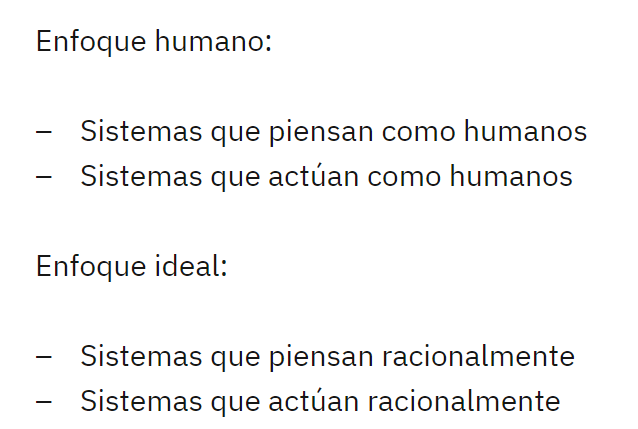 Enfoque humano:
– Sistemas que piensan como humanos
– Sistemas que actúan como humanos
Enfoque ideal:
– Sistemas que piensan racionalmente
– Sistemas que actúan racionalmente